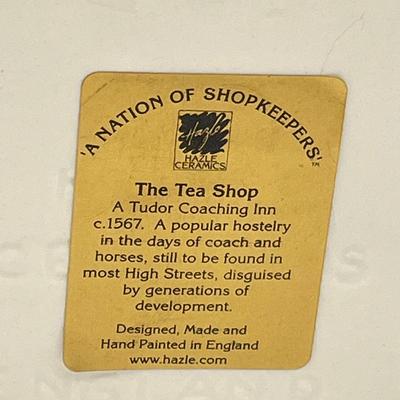 'A NATION OF SHOPKEEPERS'™
Hazle
HAZLE
CERAMICS
The Tea Shop
A Tudor Coaching Inn
c.1567. A popular hostelry
in the days of coach and
horses, still to be found in
most High Streets, disguised
by generations of
development.
Designed, Made and
Hand Painted in England
www.hazle.com